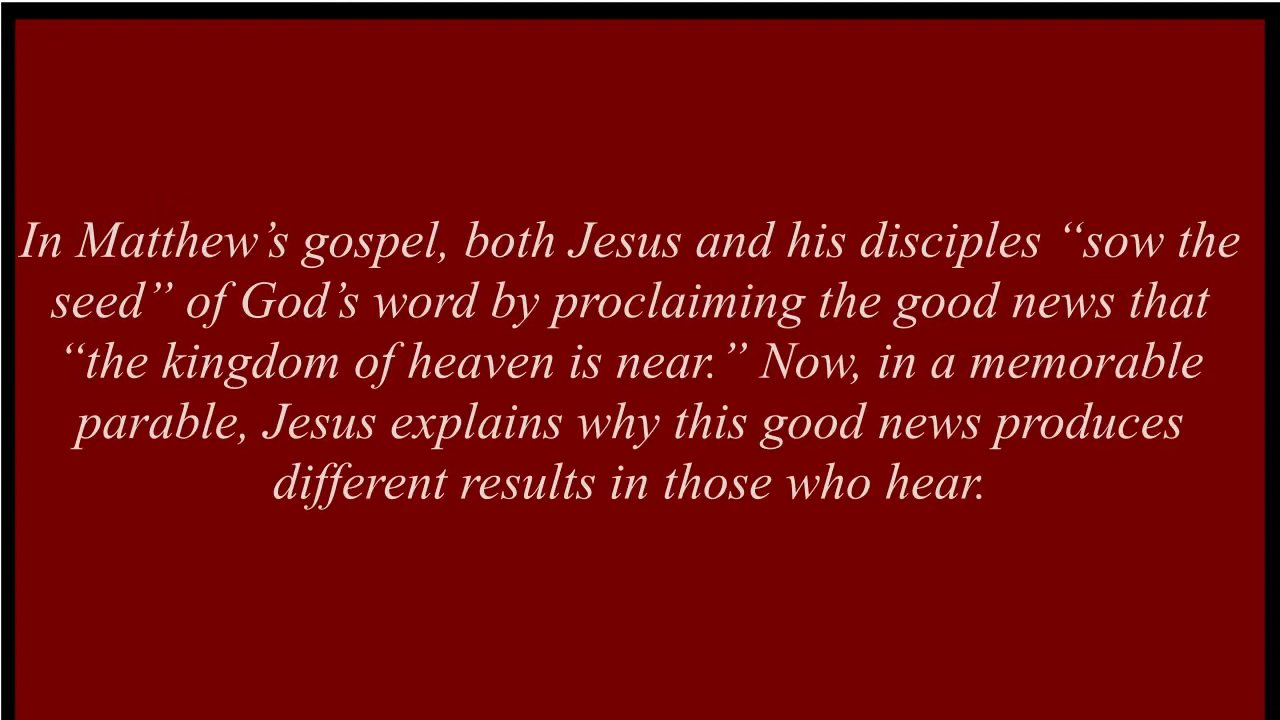 In Matthew’s gospel, both Jesus and his disciples “sow the
seed” of God’s word by proclaiming the good news that
“the kingdom of heaven is near.” Now, in a memorable
parable, Jesus explains why this good news produces
different results in those who hear.